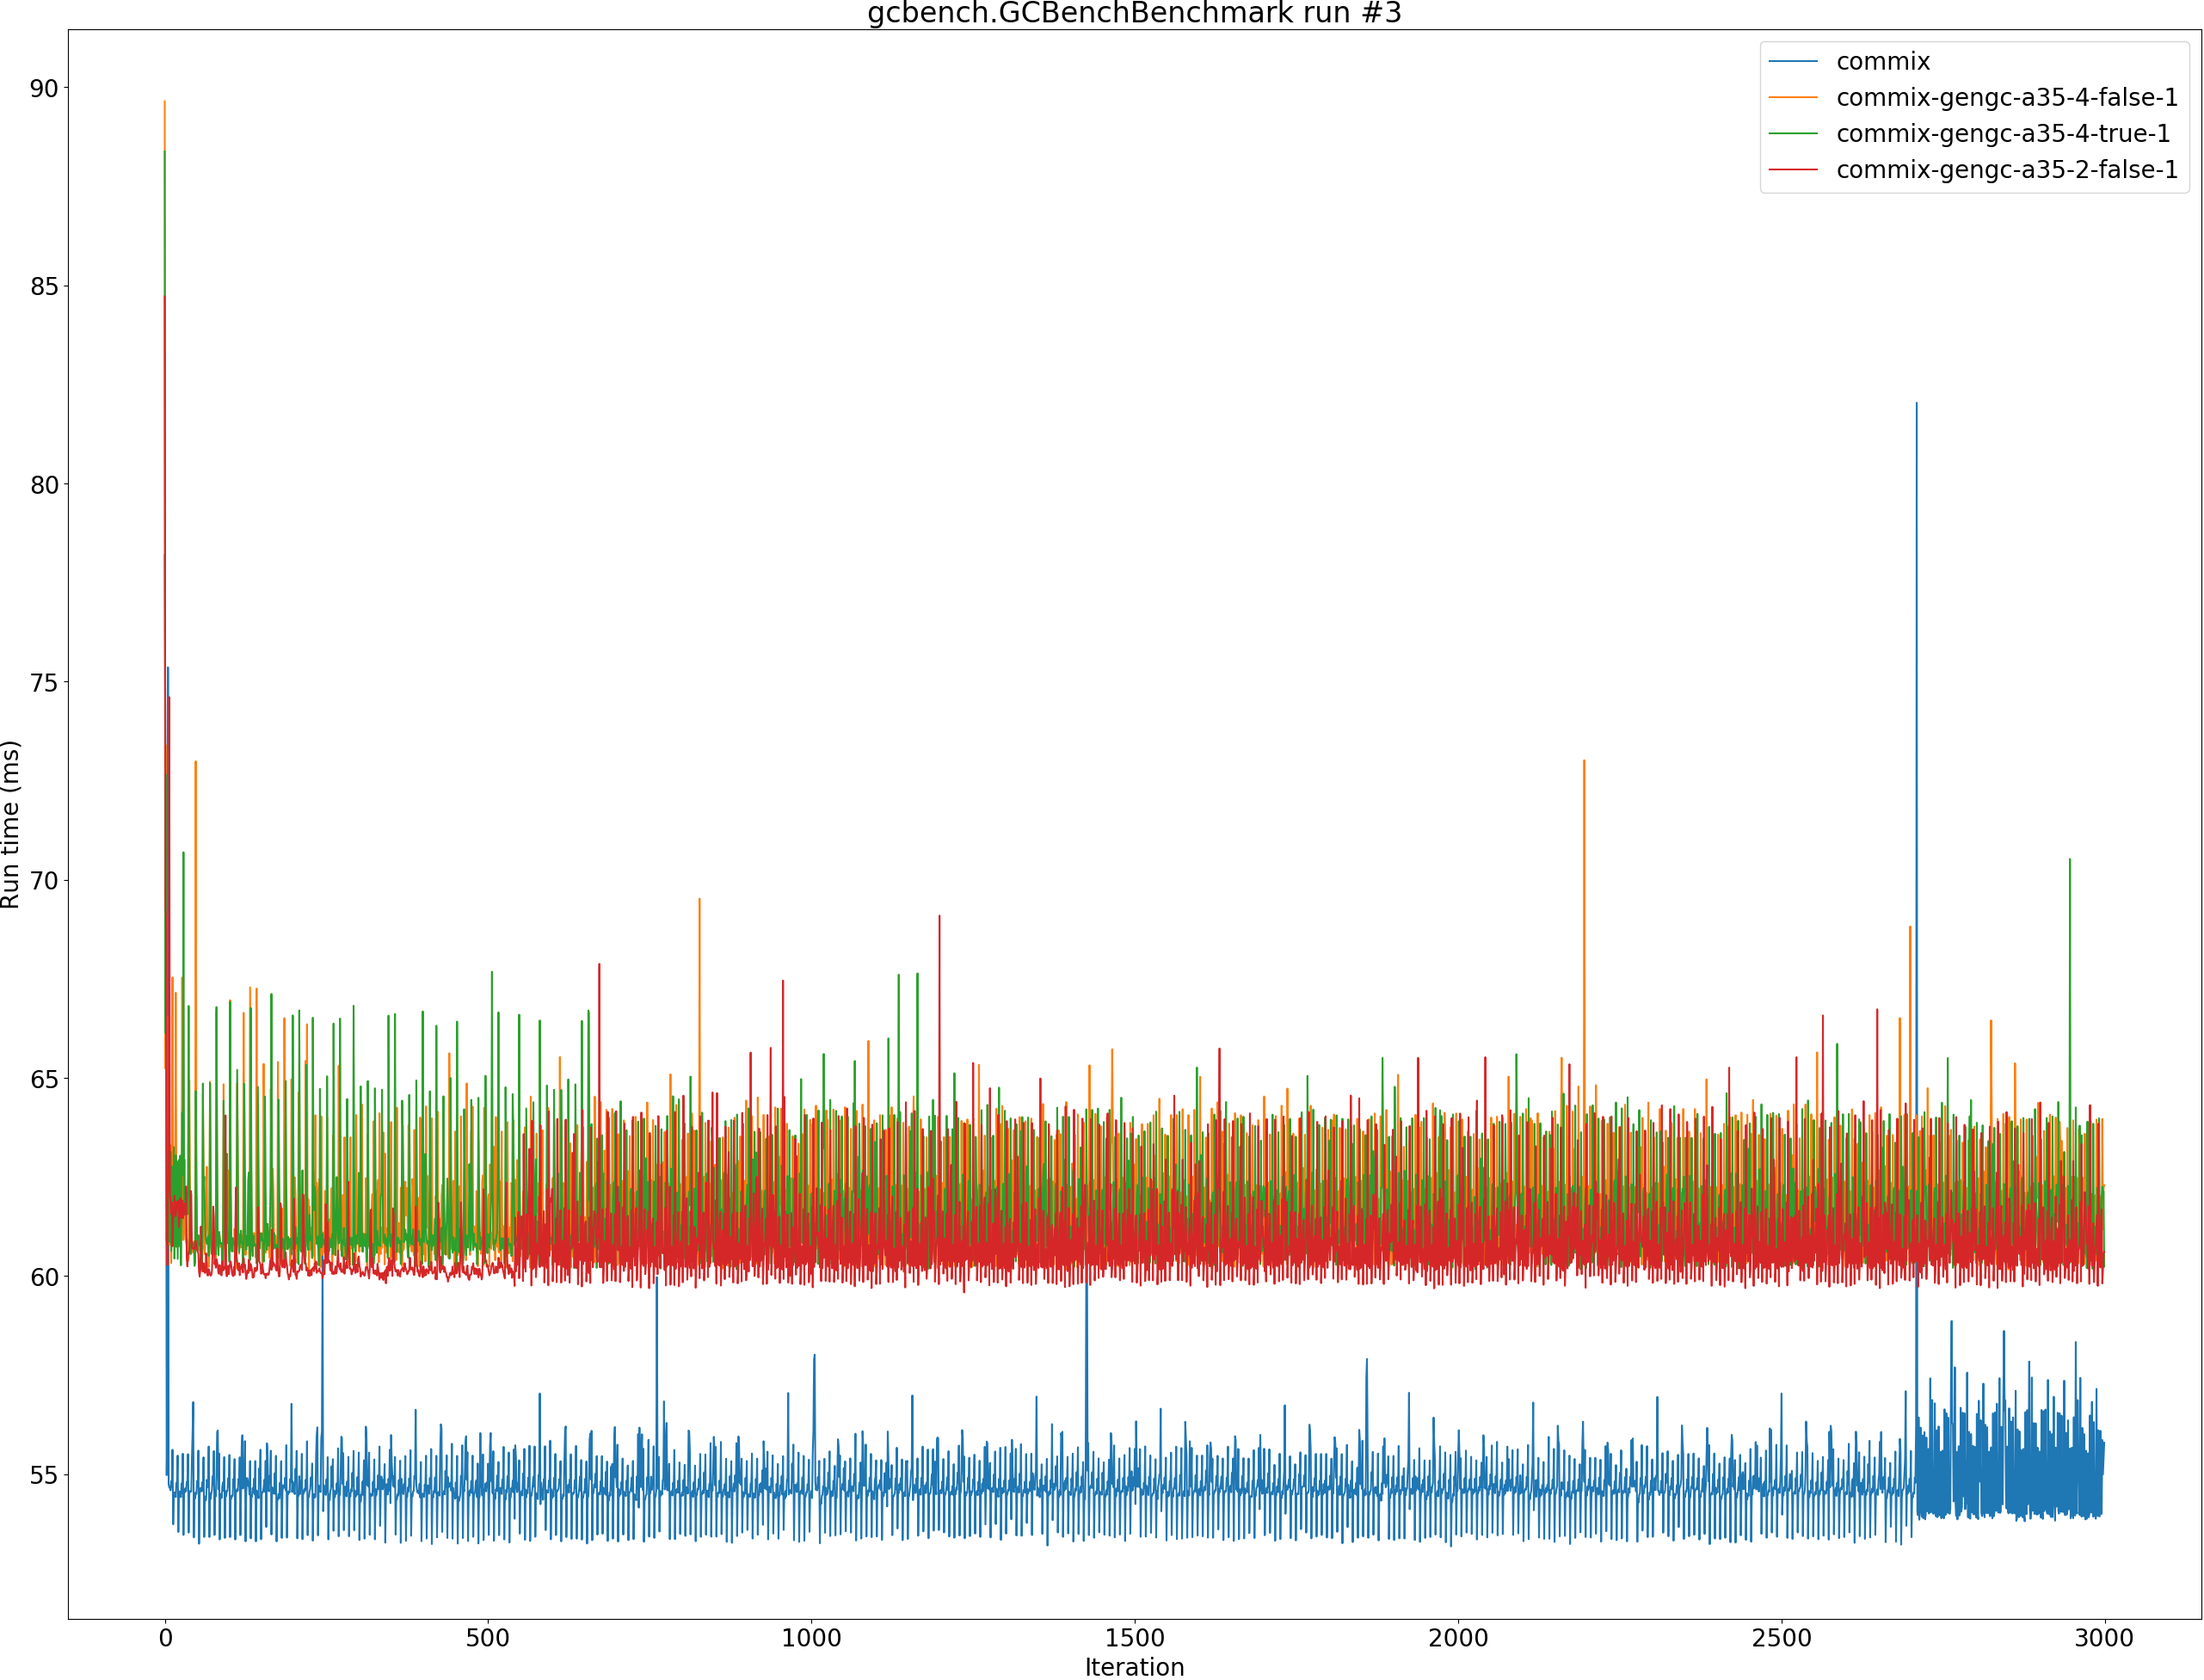 gcbench.GCBenchBenchmark run #3
commix
commix-gengc-a35-4-false-1
commix-gengc-a35-4-true-1
commix-gengc-a35-2-false-1
90
85
80
75
70
65
60
55
Run time (ms)
0
500
1000
1500
2000
2500
3000
Iteration